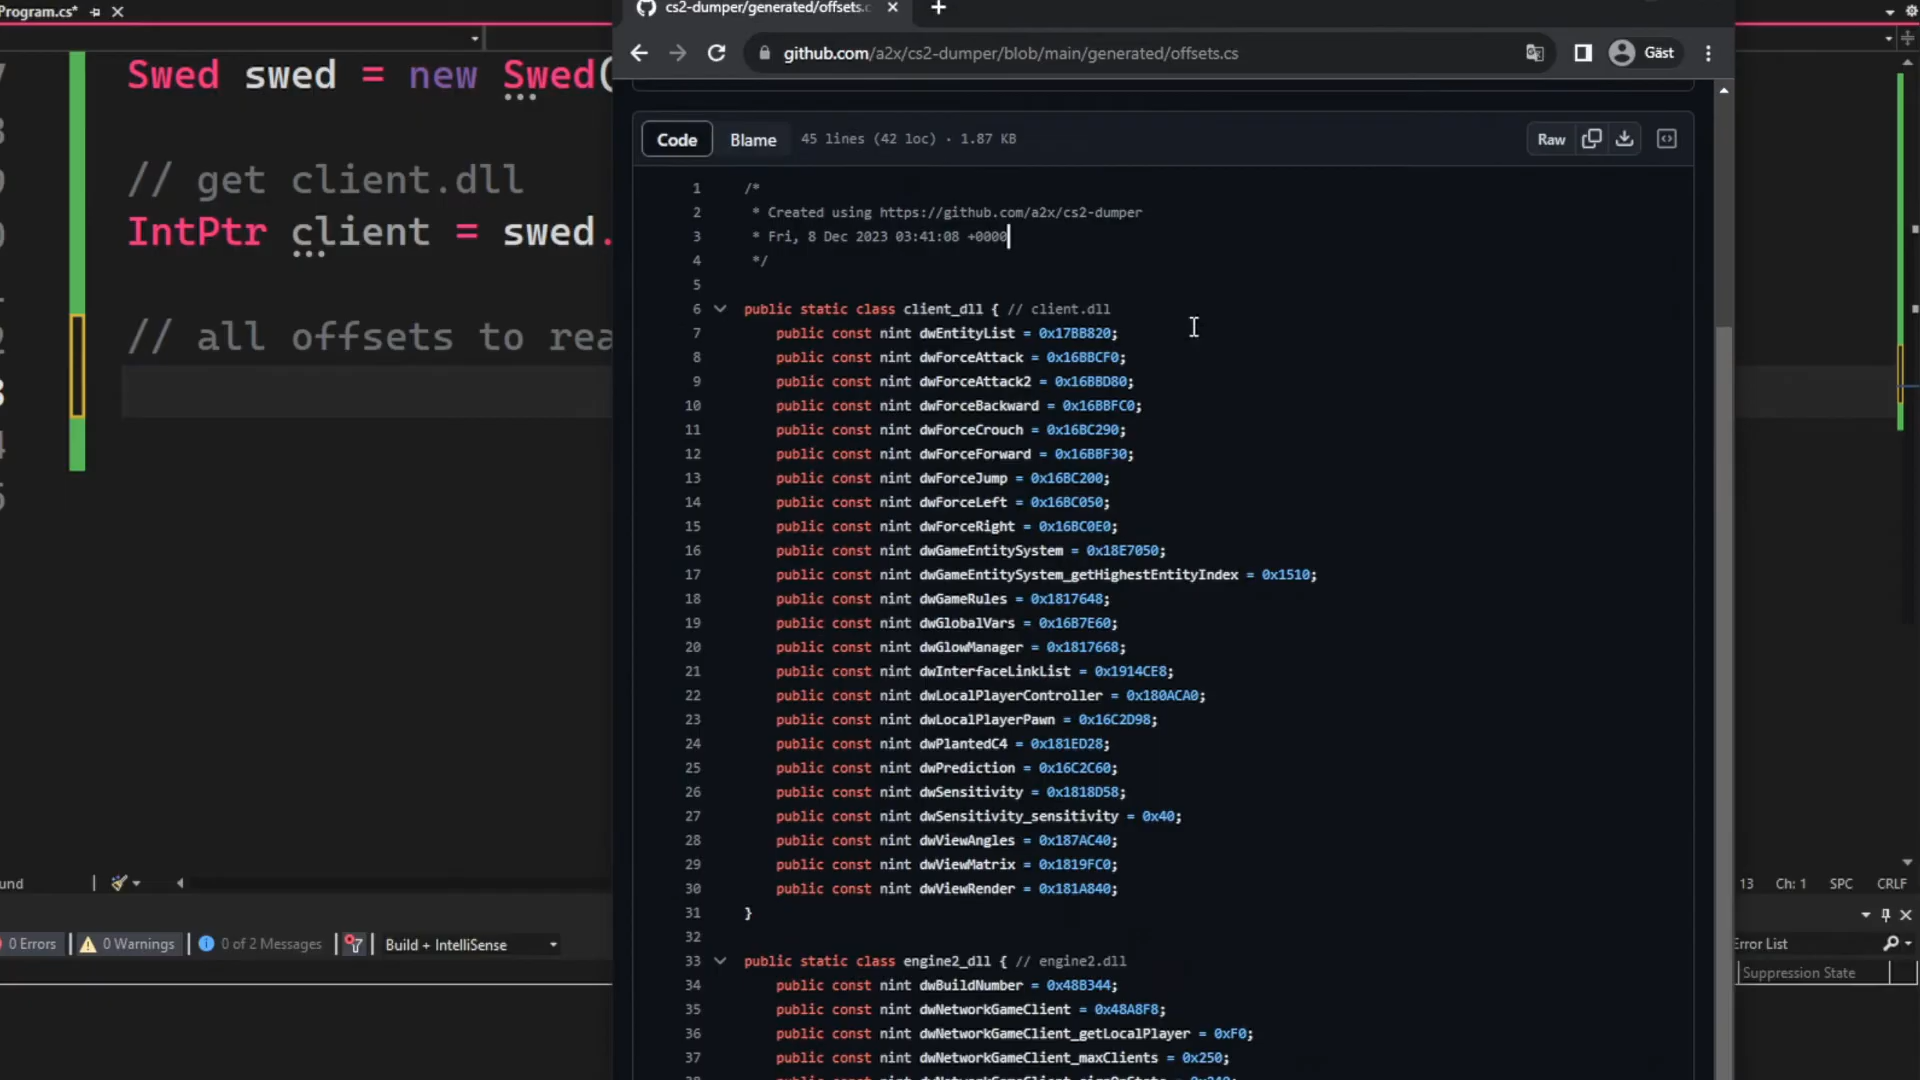 Program.cs*
cs2-dumper/generated/offsets.c
github.com/a2x/cs2-dumper/blob/main/generated/offsets.cs
Gäst
Swed swed = new Swed(
// get client.dll
IntPtr client = swed.
// all offsets to rea
Code
Blame
45 lines (42 loc) · 1.87 KB
Raw
1 /*
2 * Created using https://github.com/a2x/cs2-dumper
3 * Fri, 8 Dec 2023 03:41:08 +0000
4 */
5
6 public static class client_dll { // client.dll
7 public const nint dwEntityList = 0x17BB820;
8 public const nint dwForceAttack = 0x16BBCF0;
9 public const nint dwForceAttack2 = 0x16BBD80;
10 public const nint dwForceBackward = 0x16BBFC0;
11 public const nint dwForceCrouch = 0x16BC290;
12 public const nint dwForceForward = 0x16BBF30;
13 public const nint dwForceJump = 0x16BC200;
14 public const nint dwForceLeft = 0x16BC050;
15 public const nint dwForceRight = 0x16BC0E0;
16 public const nint dwGameEntitySystem = 0x18E7050;
17 public const nint dwGameEntitySystem_getHighestEntityIndex = 0x1510;
18 public const nint dwGameRules = 0x1817648;
19 public const nint dwGlobalVars = 0x16B7E60;
20 public const nint dwGlowManager = 0x1817668;
21 public const nint dwInterfaceLinkList = 0x1914CE8;
22 public const nint dwLocalPlayerController = 0x180ACA0;
23 public const nint dwLocalPlayerPawn = 0x16C2D98;
24 public const nint dwPlantedC4 = 0x181ED28;
25 public const nint dwPrediction = 0x16C2C60;
26 public const nint dwSensitivity = 0x1818D58;
27 public const nint dwSensitivity_sensitivity = 0x40;
28 public const nint dwViewAngles = 0x187AC40;
29 public const nint dwViewMatrix = 0x1819FC0;
30 public const nint dwViewRender = 0x181A840;
31 }
32
33 public static class engine2_dll { // engine2.dll
34 public const nint dwBuildNumber = 0x48B344;
35 public const nint dwNetworkGameClient = 0x48A8F8;
36 public const nint dwNetworkGameClient_getLocalPlayer = 0xF0;
37 public const nint dwNetworkGameClient_maxClients = 0x250;
und
13 Ch: 1 SPC CRLF
0 Errors
0 Warnings
0 of 2 Messages
Build + IntelliSense
Error List
Suppression State